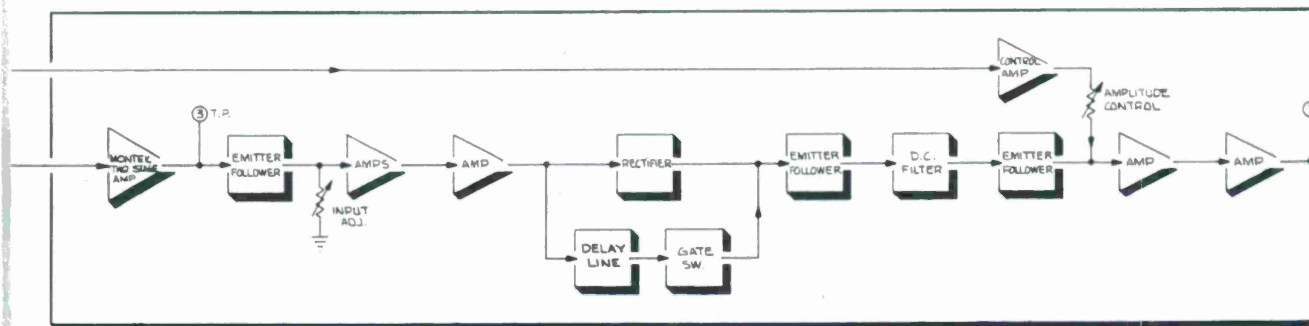 CONTROL
AMP
AMPLITUDE
CONTROL
3 T.P.
MONTEK
TWO STAGE
AMP
EMITTER
FOLLOWER
INPUT
ADJ.
AMPS
AMP
RECTIFIER
DELAY
LINE
GATE
SW.
EMITTER
FOLLOWER
D.C.
FILTER
EMITTER
FOLLOWER
AMP
AMP